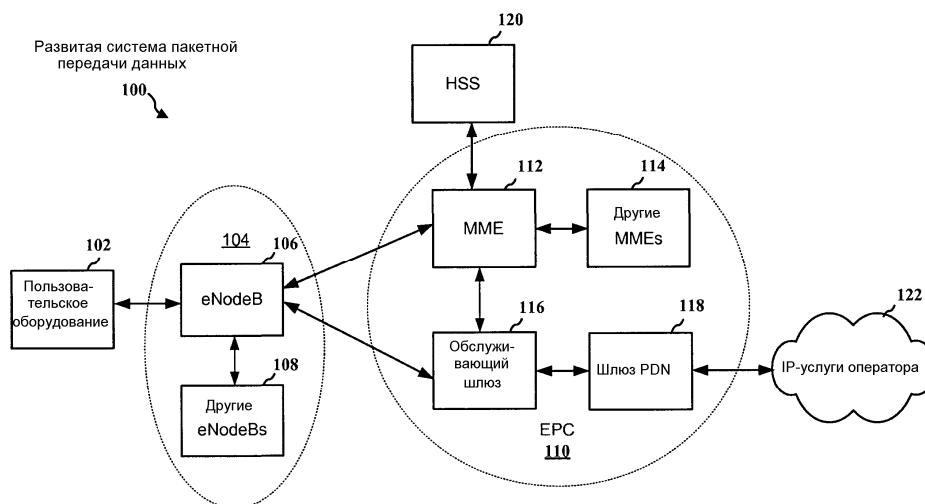 Развитая система пакетной
передачи данных
100
120
HSS
112
MME
114
Другие
MMEs
102
Пользова-
тельское
оборудование
104
106
eNodeB
108
Другие
eNodeBs
116
Обслужи-
вающий
шлюз
118
Шлюз PDN
122
IP-услуги оператора
EPC
110